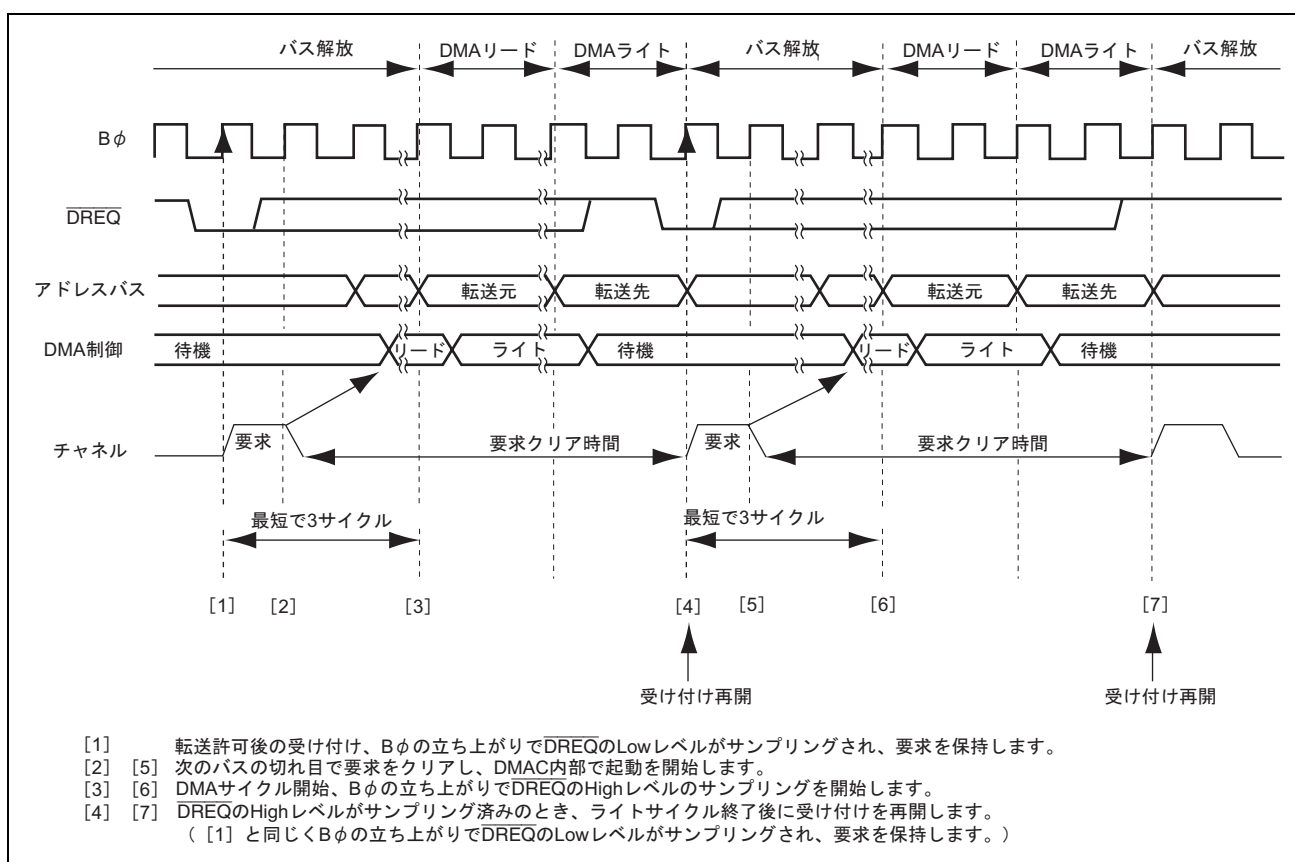 バス解放 DMAリード DMAライト バス解放 DMAリード DMAライト バス解放
Bφ
DREQ
アドレスバス 転送元 転送先 転送元 転送先
DMA制御 待機 リード ライト 待機 リード ライト 待機
チャネル 要求 要求クリア時間 要求 要求クリア時間
最短で3サイクル 最短で3サイクル
[1] [2] [3] [4] [5] [6] [7]
受け付け再開 受け付け再開
[1] 転送許可後の受け付け、Bφの立ち上がりでDREQのLowレベルがサンプリングされ、要求を保持します。
[2] [5] 次のバスの切れ目で要求をクリアし、DMAC内部で起動を開始します。
[3] [6] DMAサイクル開始、Bφの立ち上がりでDREQのHighレベルのサンプリングを開始します。
[4] [7] DREQのHighレベルがサンプリング済みのとき、ライトサイクル終了後に受け付けを再開します。
([1]と同じくBφの立ち上がりでDREQのLowレベルがサンプリングされ、要求を保持します。)